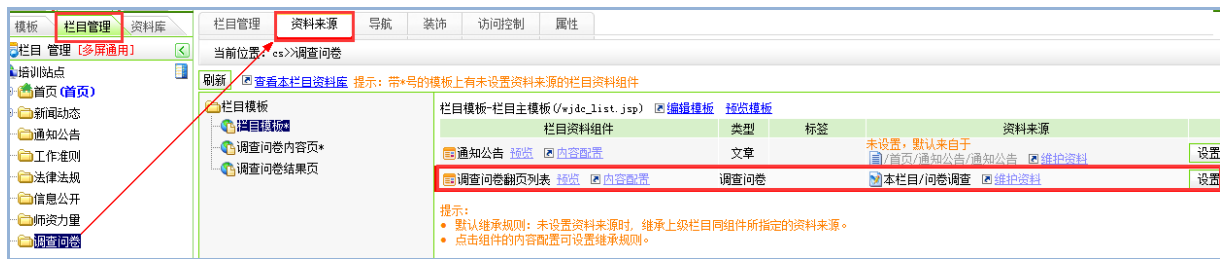 模板 栏目管理 资料库
栏目 管理 [多屏通用]
培训站点
首页(首页)
新闻动态
通知公告
工作准则
法律法规
信息公开
师资力量
调查问卷
栏目管理 资料来源 导航 装饰 访问控制 属性
当前位置: cs>>调查问卷
刷新 查看本栏目资料库 提示: 带*号的模板上有未设置资料来源的栏目资料组件
栏目模板
栏目模板*
调查问卷内容页*
调查问卷结果页
栏目模板-栏目主模板(/wjdc_list.jsp) 编辑模板 预览模板
栏目资料组件 类型 标签 资料来源
通知公告 预览 内容配置 文章 未设置, 默认来自于
/首页/通知公告/通知公告 维护资料 设置
调查问卷翻页列表 预览 内容配置 调查问卷 本栏目/问卷调查 维护资料 设置
提示:
• 默认继承规则: 未设置资料来源时, 继承上级栏目同组件所指定的资料来源。
• 点击组件的内容配置可设置继承规则。